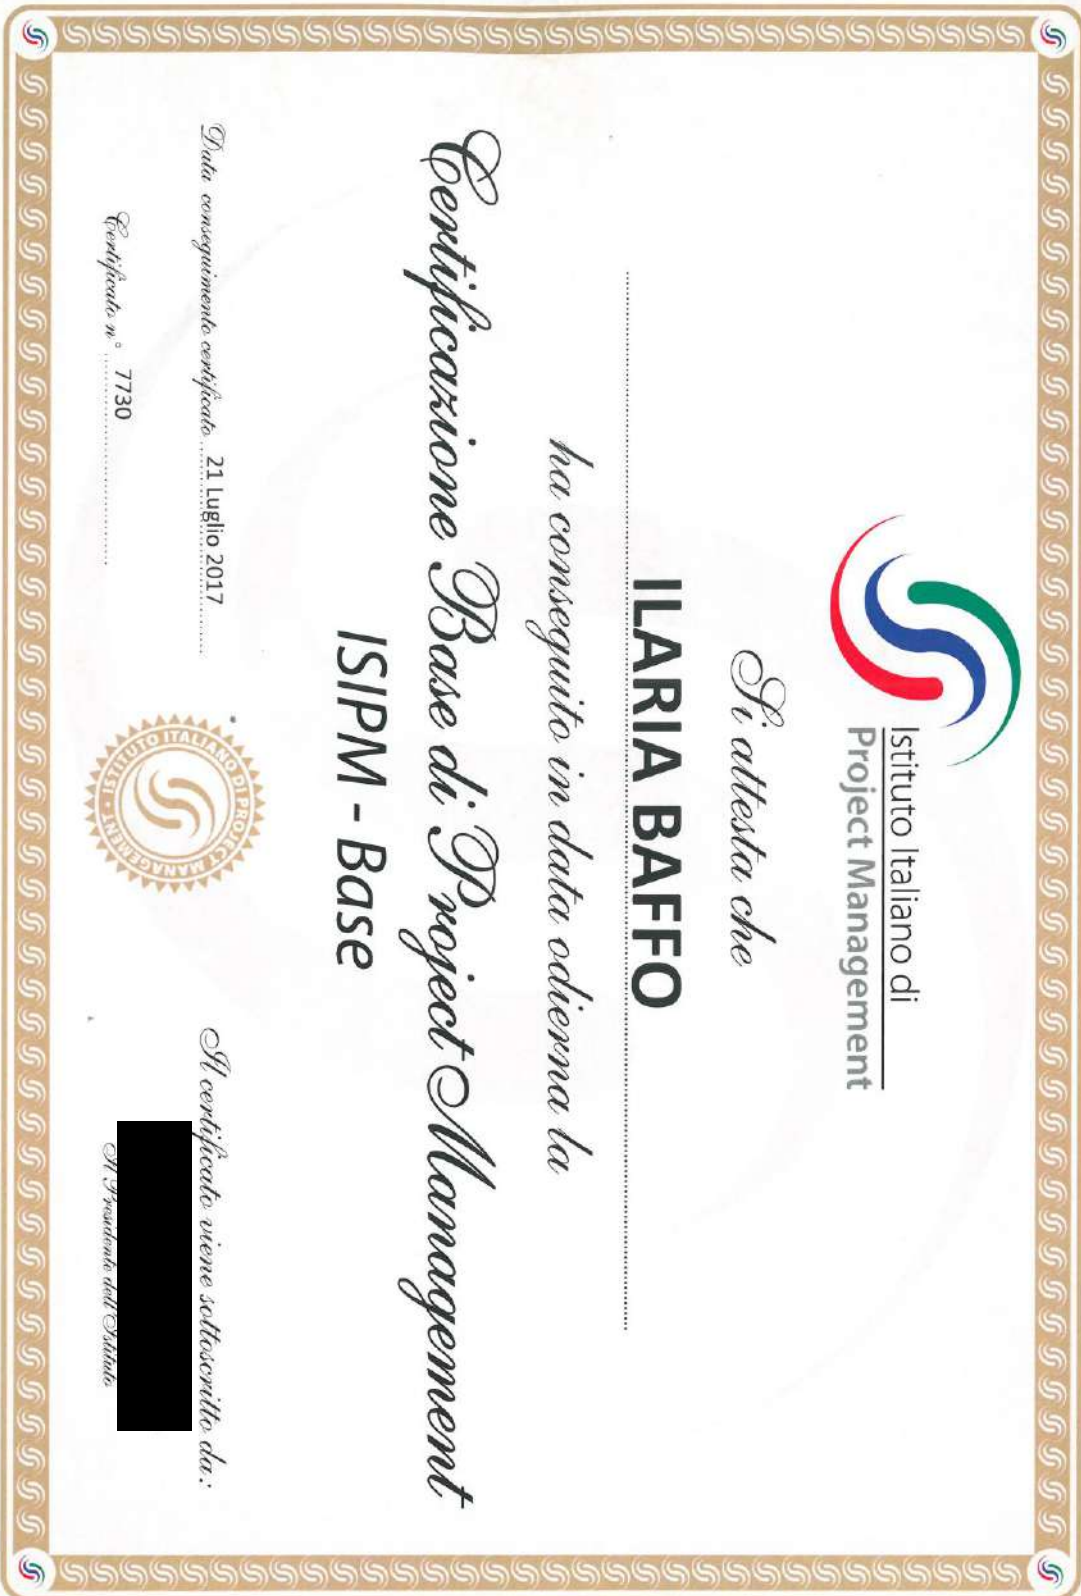 Istituto Italiano di
Project Management
Si attesta che
ILARIA BAFFO
ha conseguito in data odierna la
Certificazione Base di Project Management
ISIPM - Base
Data conseguimento certificato 21 Luglio 2017
Certificato n° 7730
ISTITUTO ITALIANO DI PROJECT MANAGEMENT
Il certificato viene sottoscritto da:
Il Presidente dell'Istituto